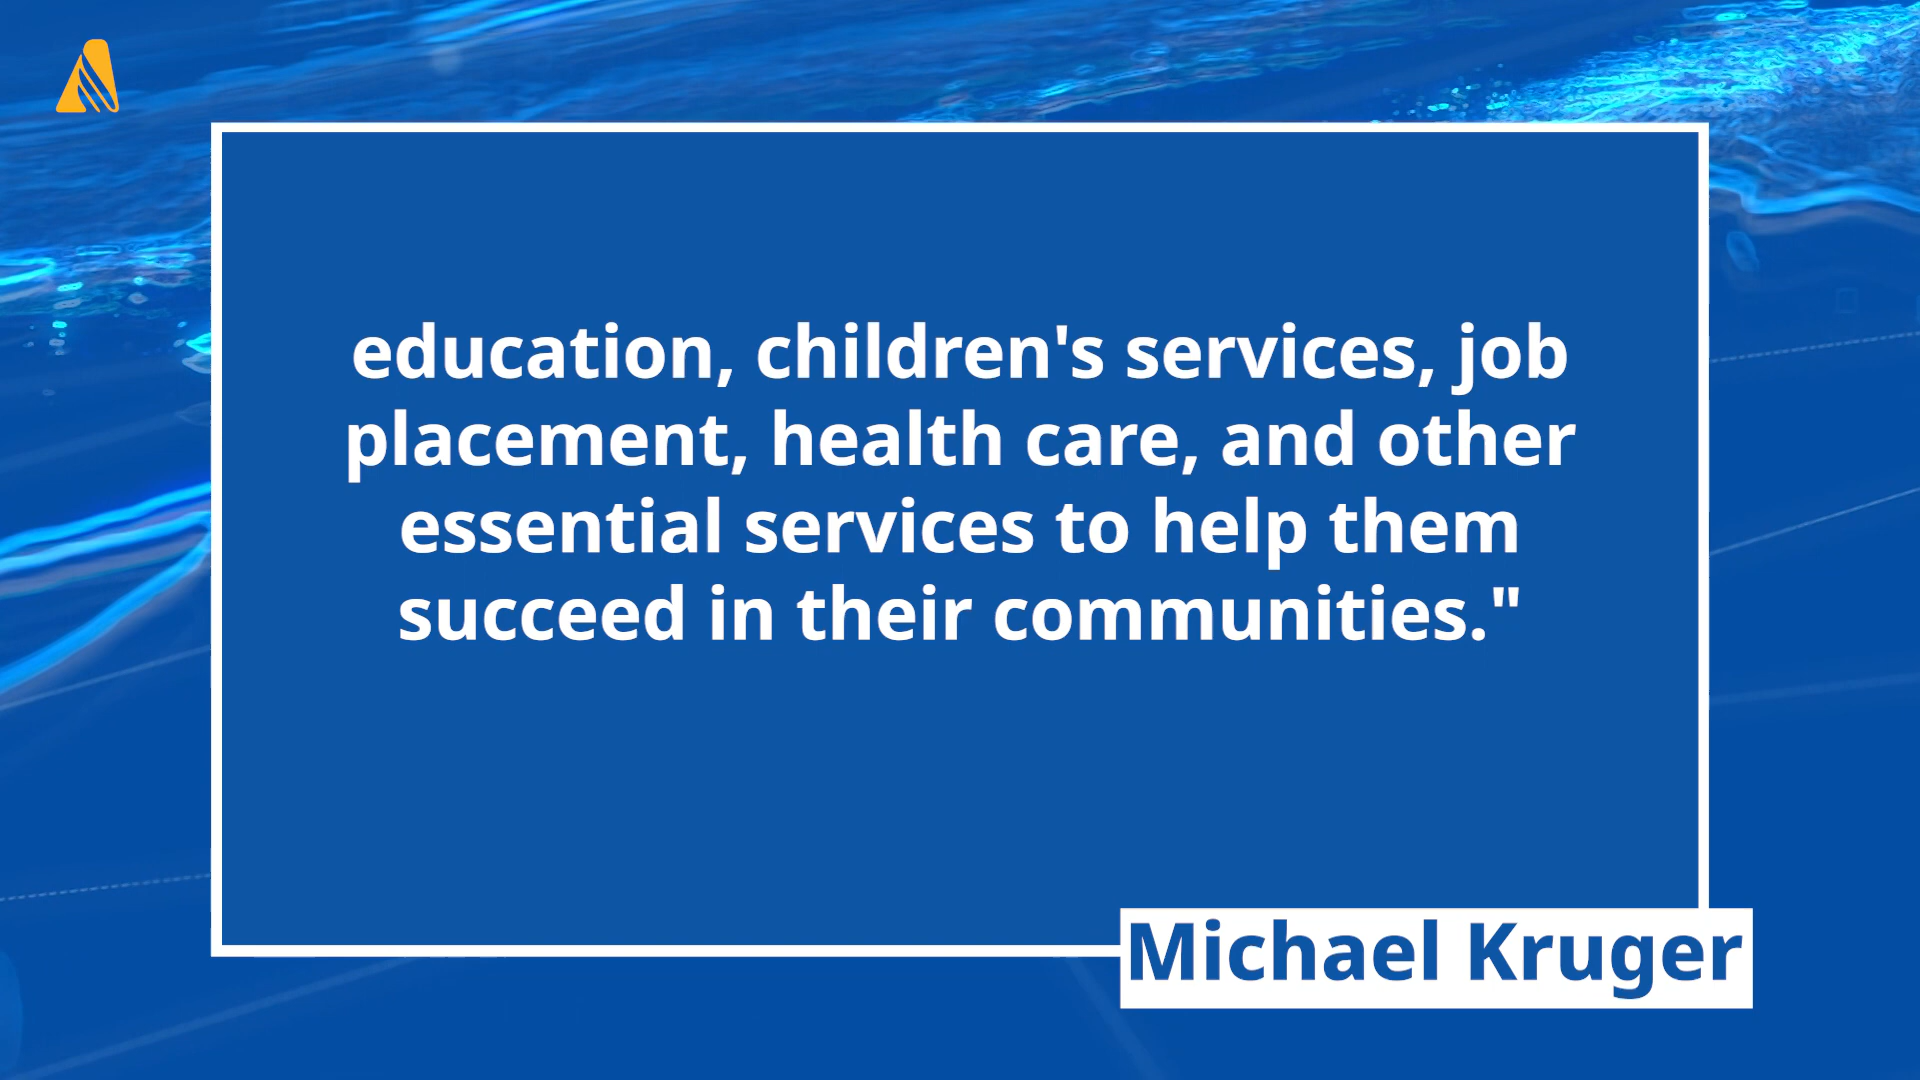 education, children's services, job
placement, health care, and other
essential services to help them
succeed in their communities."
Michael Kruger